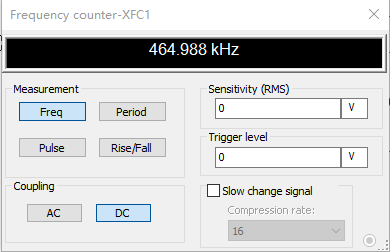 Frequency counter-XFC1
464.988 kHz
Measurement
Freq
Period
Pulse
Rise/Fall
Coupling
AC
DC
Sensitivity (RMS)
0 V
Trigger level
0 V
Slow change signal
Compression rate:
16